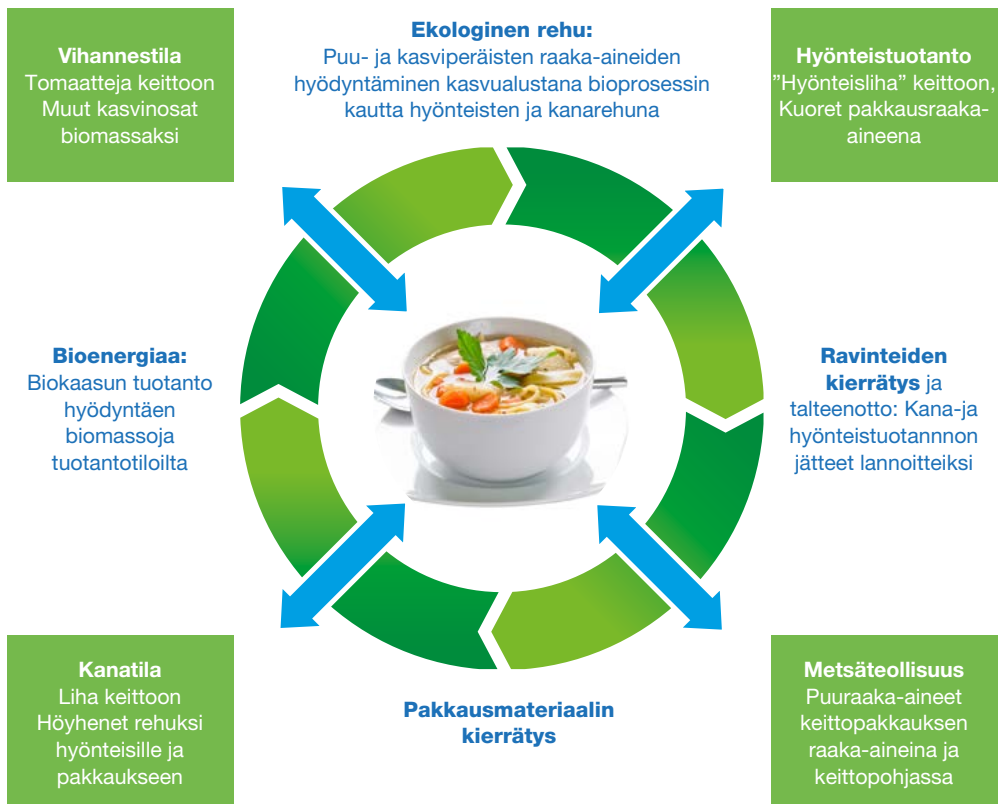 Vihannestila
Tomaatteja keittoon
Muut kasvinosat
biomassaksi
Ekologinen rehu:
Puu- ja kasviperäisten raaka-aineiden
hyödyntäminen kasvualustana bioprosessin
kautta hyönteisten ja kanarehuna
Hyönteistuotanto
”Hyönteisliha” keittoon,
Kuoret pakkausraaka-
aineena
Bioenergiaa:
Biokaasun tuotanto
hyödyntäen
biomassoja
tuotantotiloilta
Ravinteiden
kierrätys ja
talteenotto: Kana-ja
hyönteistuotannnon
jätteet lannoitteiksi
Kanatila
Liha keittoon
Höyhenet rehuksi
hyönteisille ja
pakkaukseen
Pakkausmateriaalin
kierrätys
Metsäteollisuus
Puuraaka-aineet
keittopakkauksen
raaka-aineina ja
keittopohjassa